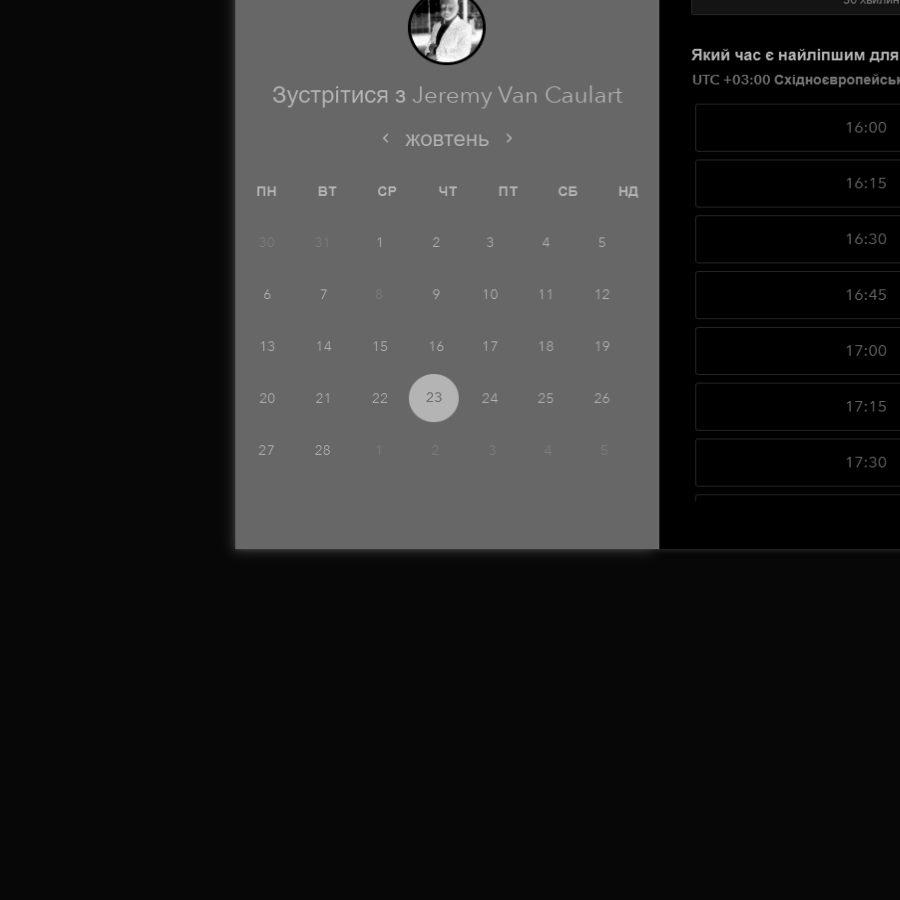 Зустрітися з Jeremy Van Caulart
жовтень
ПН ВТ СР ЧТ ПТ СБ НД
30 31 1 2 3 4 5
6 7 8 9 10 11 12
13 14 15 16 17 18 19
20 21 22 23 24 25 26
27 28 1 2 3 4 5
Який час є найліпшим для
UTC +03:00
16:00
16:15
16:30
16:45
17:00
17:15
17:30